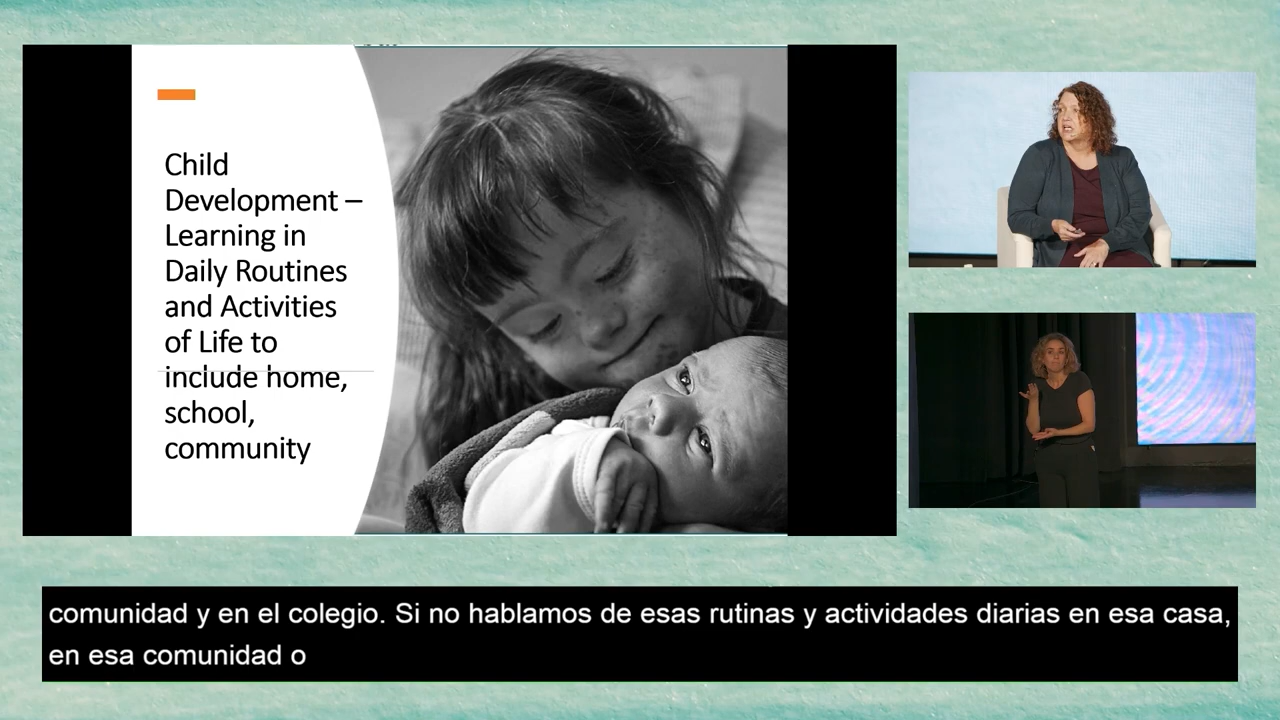 Child
Development –
Learning in
Daily Routines
and Activities
of Life to
include home,
school,
community
comunidad y en el colegio. Si no hablamos de esas rutinas y actividades diarias en esa casa,
en esa comunidad o